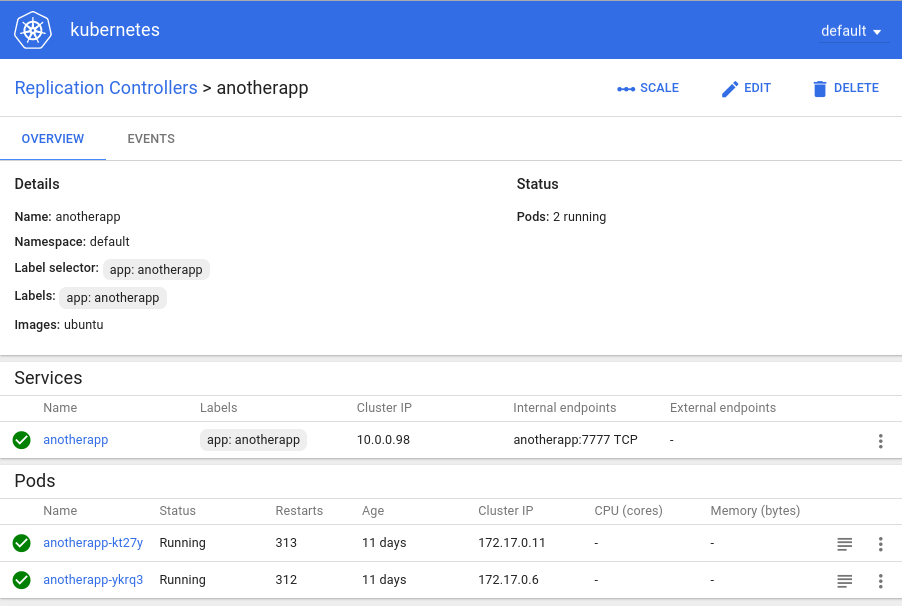 kubernetes default
Replication Controllers > anotherapp SCALE EDIT DELETE
OVERVIEW EVENTS
Details Status
Name: anotherapp Pods: 2 running
Namespace: default
Label selector: app: anotherapp
Labels: app: anotherapp
Images: ubuntu
Services
Name Labels Cluster IP Internal endpoints External endpoints
anotherapp app: anotherapp 10.0.0.98 anotherapp:7777 TCP -
Pods
Name Status Restarts Age Cluster IP CPU (cores) Memory (bytes)
anotherapp-kt27y Running 313 11 days 172.17.0.11 - -
anotherapp-ykrq3 Running 312 11 days 172.17.0.6 - -